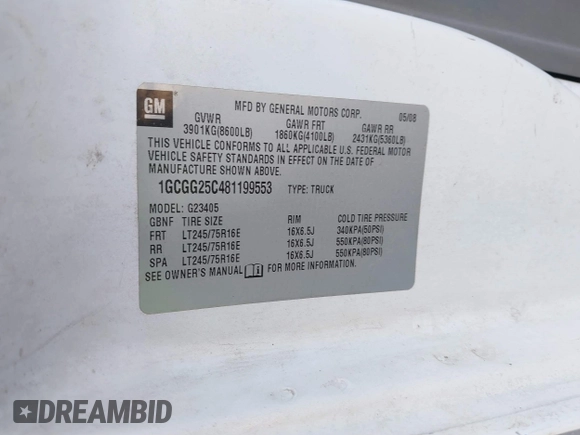 GM
MFD BY GENERAL MOTORS CORP. 05/08
GVWR GAWR FRT GAWR RR
3901KG(8600LB) 1860KG(4100LB) 2431KG(5360LB)
THIS VEHICLE CONFORMS TO ALL APPLICABLE U.S. FEDERAL MOTOR
VEHICLE SAFETY STANDARDS IN EFFECT ON THE DATE OF
MANUFACTURE SHOWN ABOVE.
1GCGG25C481199553 TYPE: TRUCK
MODEL: G23405
GBNF TIRE SIZE RIM COLD TIRE PRESSURE
FRT LT245/75R16E 16X6.5J 340KPA(50PSI)
RR LT245/75R16E 16X6.5J 550KPA(80PSI)
SPA LT245/75R16E 16X6.5J 550KPA(80PSI)
SEE OWNER'S MANUAL FOR MORE INFORMATION.
DREAMBID